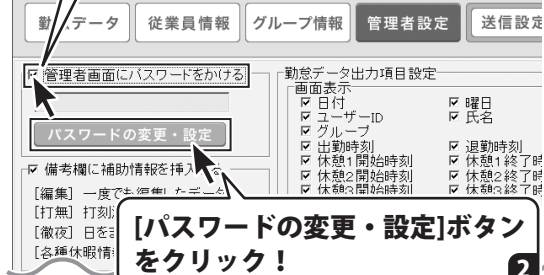 勤 データ 従業員情報 グループ情報 管理者設定 送信設定
管理者画面にパスワードをかける
パスワードの変更・設定
備考欄に補助情報を挿入
[編集] 一度でも編集したデータ
[打無] 打刻
[徹夜] 日を
[各種休暇情
勤怠データ出力項目設定
画面表示
日付 曜日
ユーザーID 氏名
グループ
出勤時刻 退勤時刻
休憩1開始時刻 休憩1終了時
休憩2開始時刻 休憩2終了時
休憩3開始時刻 休憩3終了時
[パスワードの変更・設定]ボタン
をクリック！
2